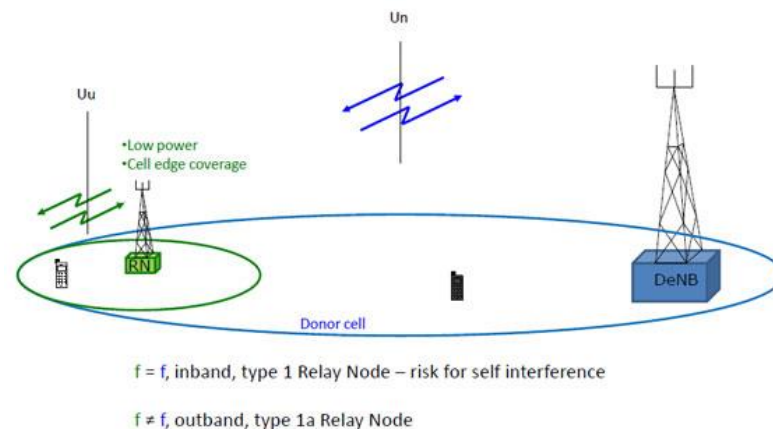 Un
Uu
•Low power
•Cell edge coverage
RN
DeNB
Donor cell
f = f, inband, type 1 Relay Node – risk for self interference
f ≠ f, outband, type 1a Relay Node